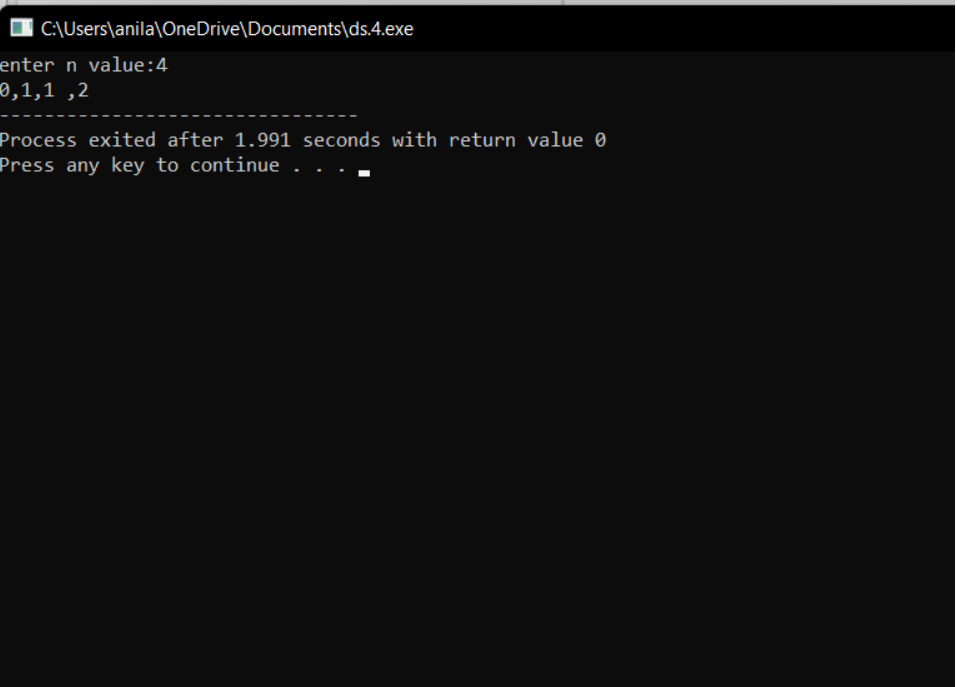 C:\Users\anila\OneDrive\Documents\ds.4.exe
enter n value:4
0,1,1 ,2
--------------------------------
Process exited after 1.991 seconds with return value 0
Press any key to continue . . .